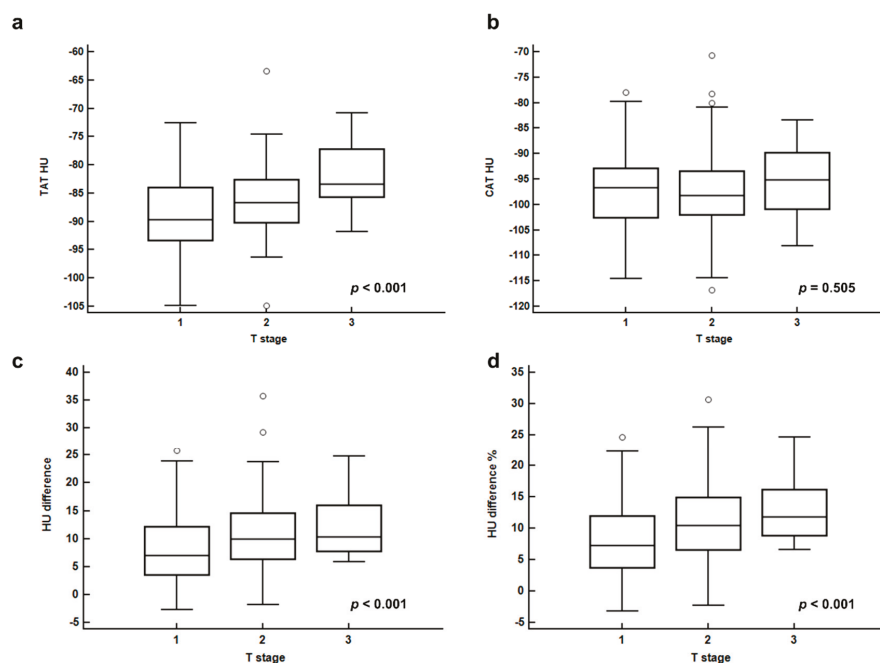 a
-60
-65
-70
-75
-80
-85
-90
-95
-100
-105
TAT HU
p < 0.001
1 2 3
T stage
b
-70
-75
-80
-85
-90
-95
-100
-105
-110
-115
-120
CAT HU
p = 0.505
1 2 3
T stage
c
40
35
30
25
20
15
10
5
0
-5
HU difference
p < 0.001
1 2 3
T stage
d
35
30
25
20
15
10
5
0
-5
HU difference %
p < 0.001
1 2 3
T stage